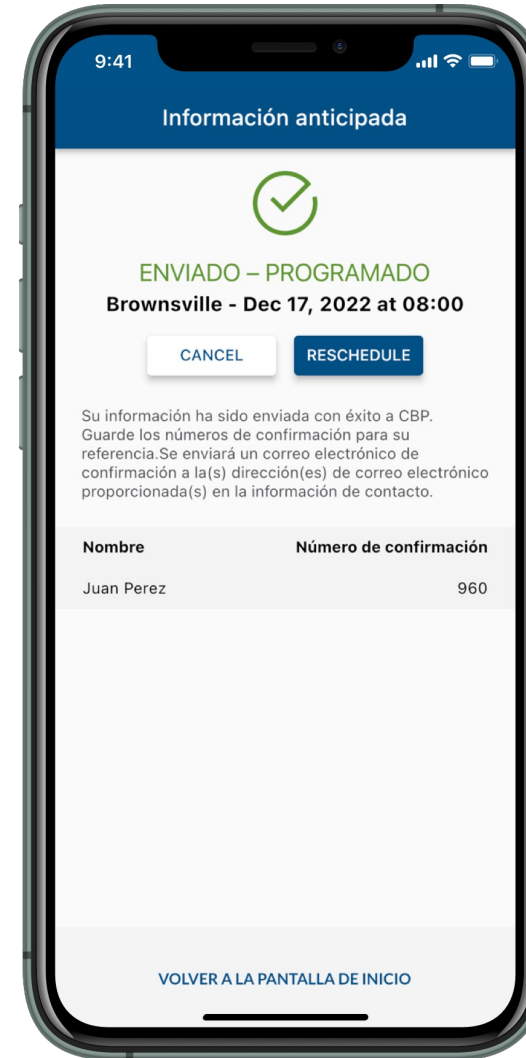 9:41
Información anticipada
ENVIADO – PROGRAMADO
Brownsville - Dec 17, 2022 at 08:00
CANCEL RESCHEDULE
Su información ha sido enviada con éxito a CBP.
Guarde los números de confirmación para su
referencia.Se enviará un correo electrónico de
confirmación a la(s) dirección(es) de correo electrónico
proporcionada(s) en la información de contacto.
Nombre Número de confirmación
Juan Perez 960
VOLVER A LA PANTALLA DE INICIO